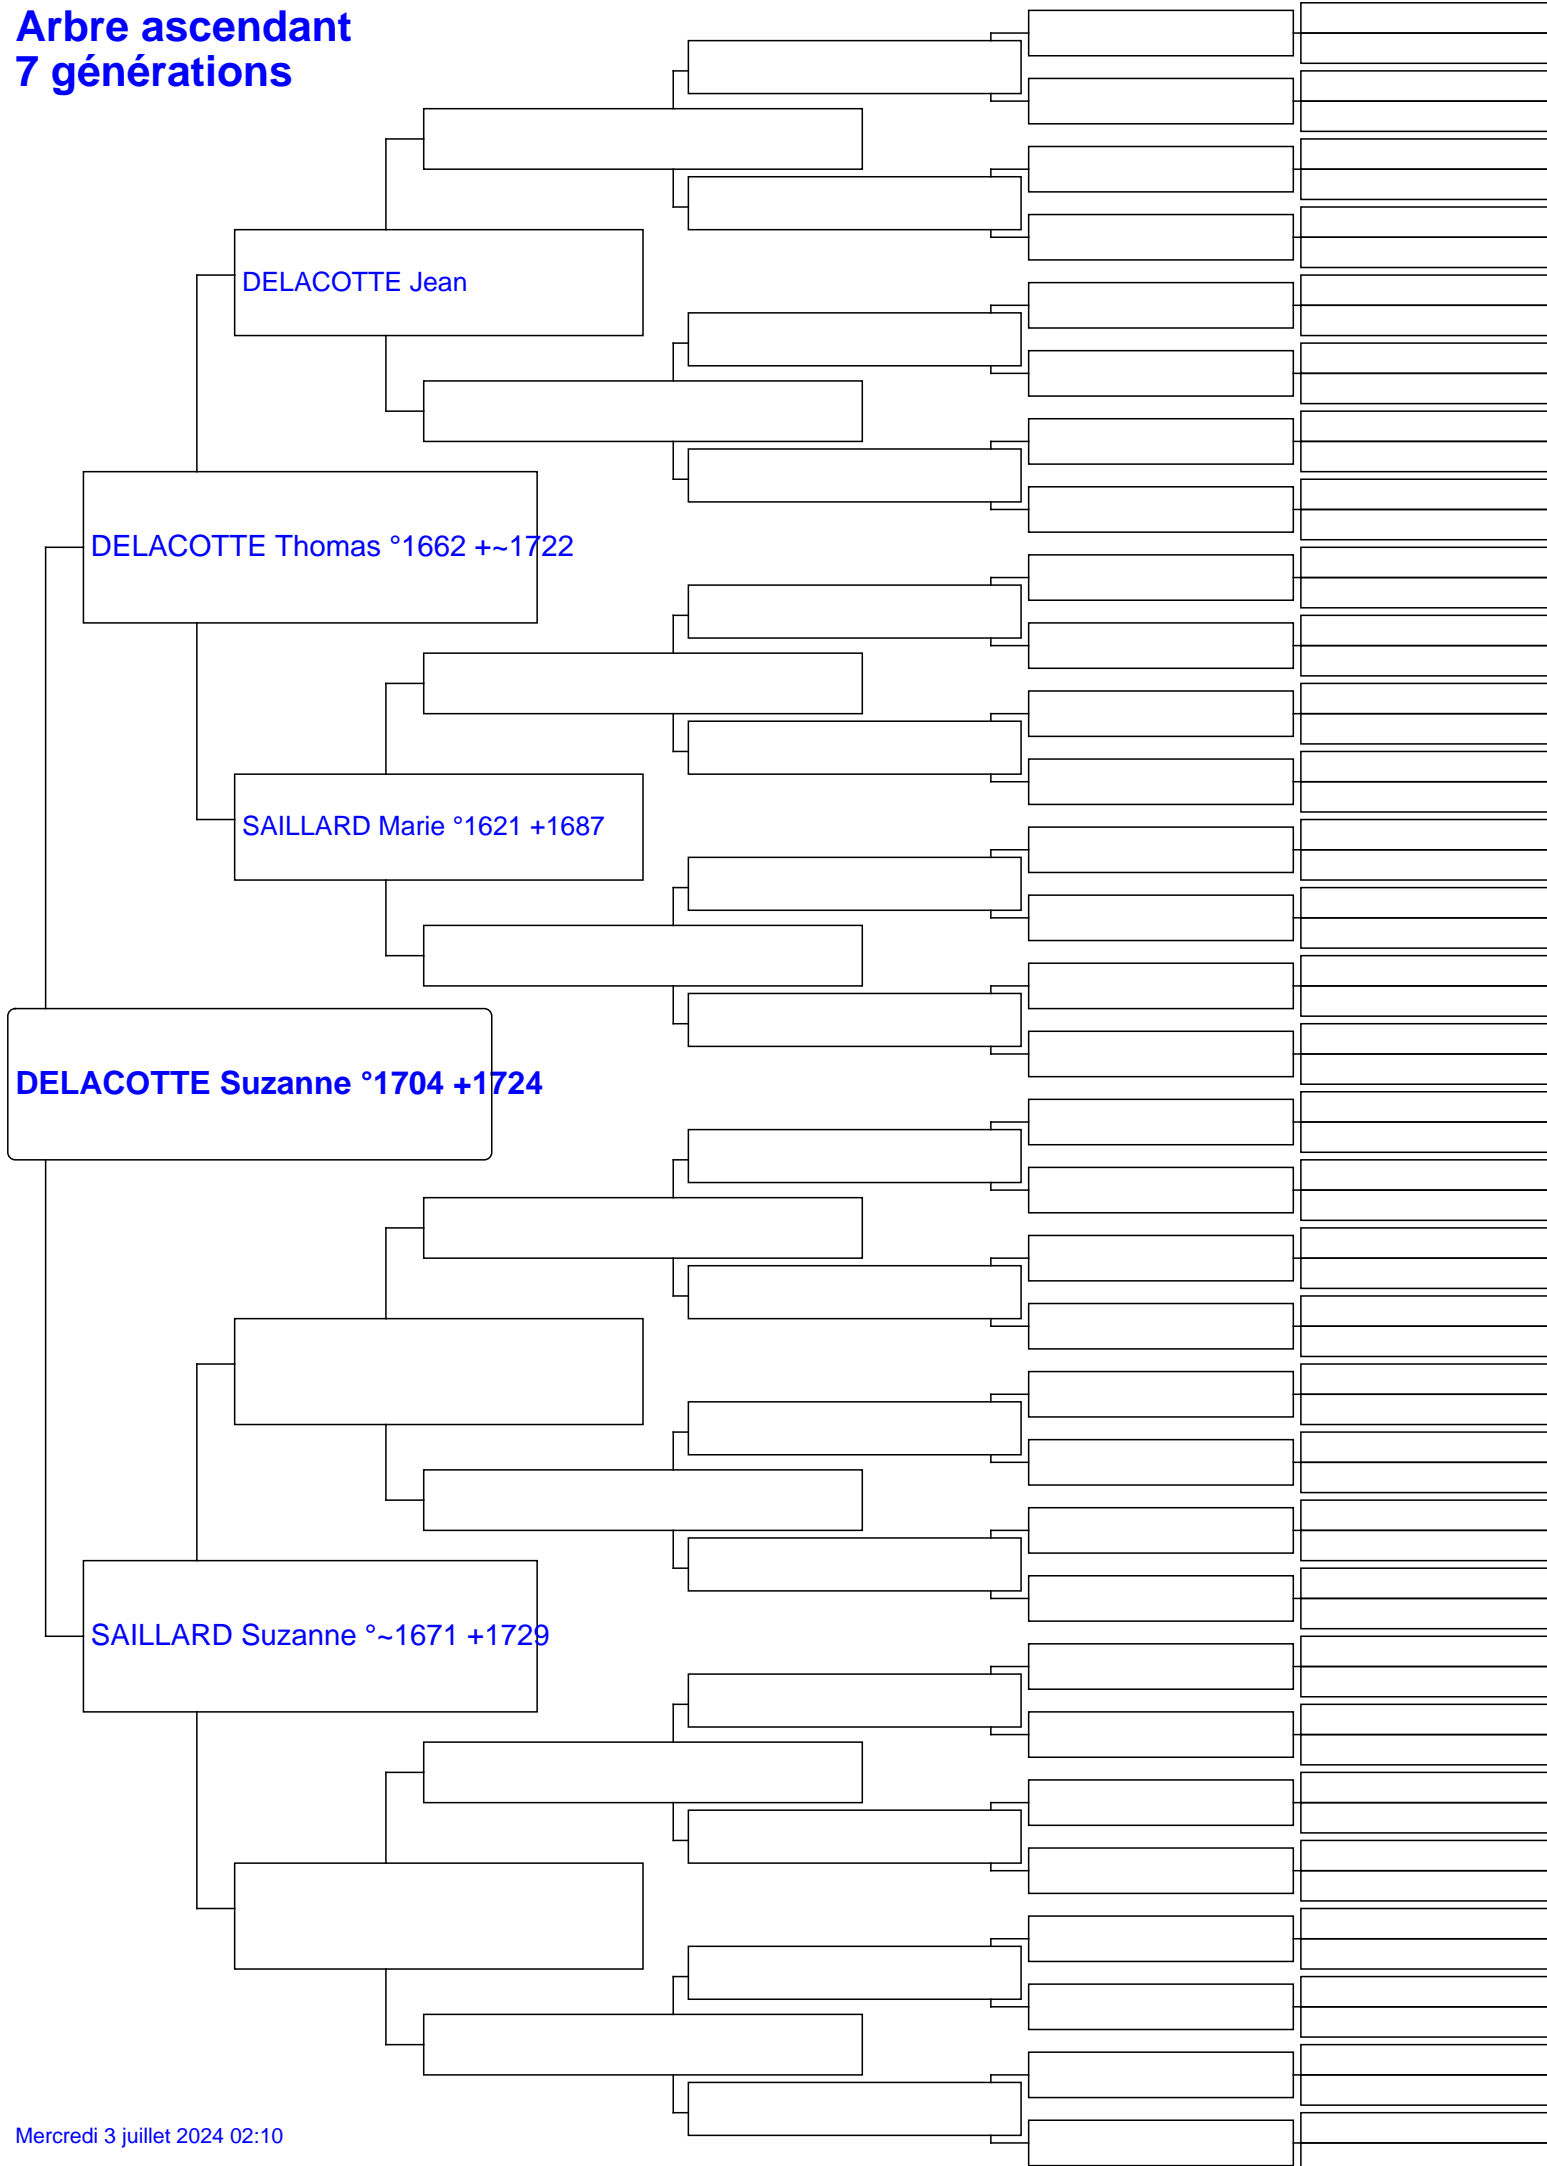 Arbre ascendant
7 générations
DELACOTTE Jean
DELACOTTE Thomas °1662 +~1722
SAILLARD Marie °1621 +1687
DELACOTTE Suzanne °1704 +1724
SAILLARD Suzanne °~1671 +1729
Mercredi 3 juillet 2024 02:10